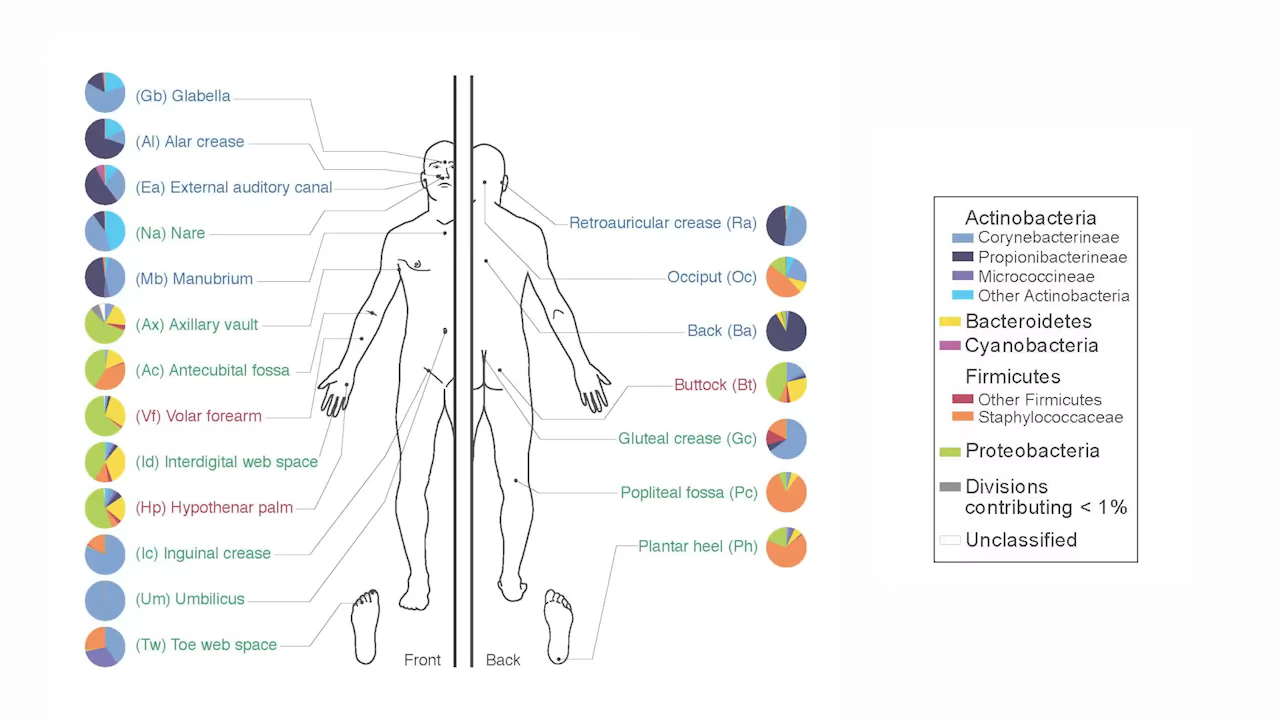 (Gb) Glabella
(Al) Alar crease
(Ea) External auditory canal
(Na) Nare
(Mb) Manubrium
(Ax) Axillary vault
(Ac) Antecubital fossa
(Vf) Volar forearm
(Id) Interdigital web space
(Hp) Hypothenar palm
(Ic) Inguinal crease
(Um) Umbilicus
(Tw) Toe web space
Front
Back
Retroauricular crease (Ra)
Occiput (Oc)
Back (Ba)
Buttock (Bt)
Gluteal crease (Gc)
Popliteal fossa (Pc)
Plantar heel (Ph)
Actinobacteria
Corynebacterineae
Propionibacterineae
Micrococcineae
Other Actinobacteria
Bacteroidetes
Cyanobacteria
Firmicutes
Other Firmicutes
Staphylococcaceae
Proteobacteria
Divisions
contributing < 1%
Unclassified